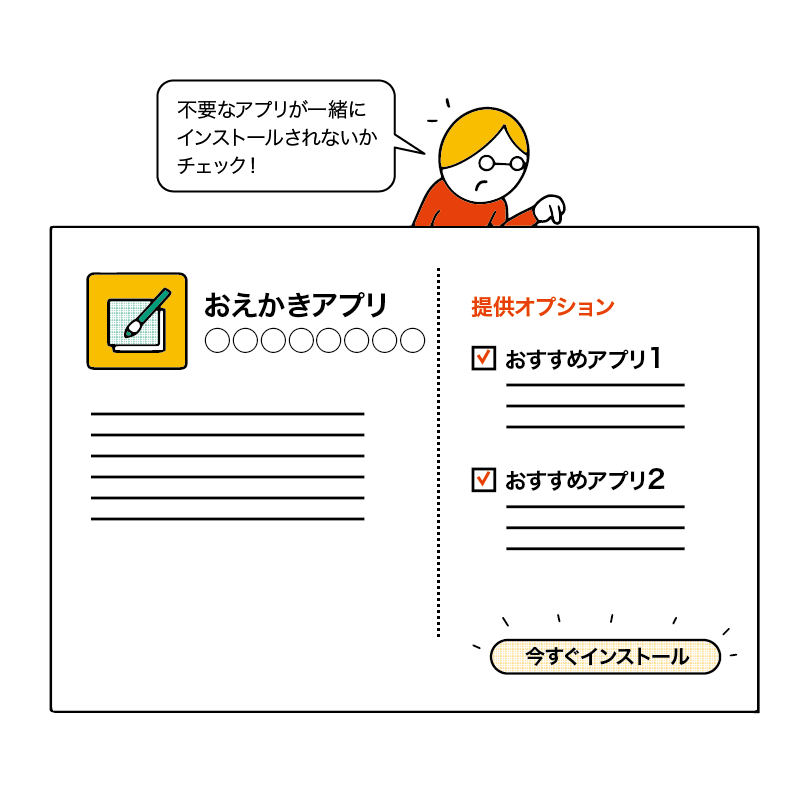 不要なアプリが一緒に
インストールされないか
チェック！
おえかきアプリ
○○○○○○○○
提供オプション
おすすめアプリ1
おすすめアプリ2
今すぐインストール